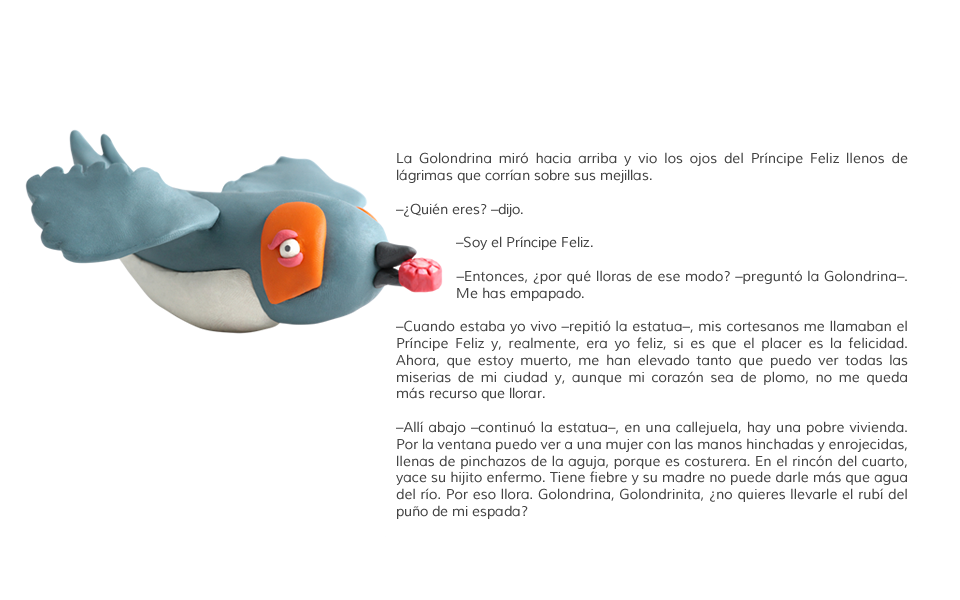 La Golondrina miró hacia arriba y vio los ojos del Príncipe Feliz llenos de
lágrimas que corrían sobre sus mejillas.
–¿Quién eres? –dijo.
–Soy el Príncipe Feliz.
–Entonces, ¿por qué lloras de ese modo? –preguntó la Golondrina–.
Me has empapado.
–Cuando estaba yo vivo –repitió la estatua–, mis cortesanos me llamaban el
Príncipe Feliz y, realmente, era yo feliz, si es que el placer es la felicidad.
Ahora, que estoy muerto, me han elevado tanto que puedo ver todas las
miserias de mi ciudad y, aunque mi corazón sea de plomo, no me queda
más recurso que llorar.
–Allí abajo –continuó la estatua–, en una callejuela, hay una pobre vivienda.
Por la ventana puedo ver a una mujer con las manos hinchadas y enrojecidas,
llenas de pinchazos de la aguja, porque es costurera. En el rincón del cuarto,
yace su hijito enfermo. Tiene fiebre y su madre no puede darle más que agua
del río. Por eso llora. Golondrina, Golondrinita, ¿no quieres llevarle el rubí del
puño de mi espada?